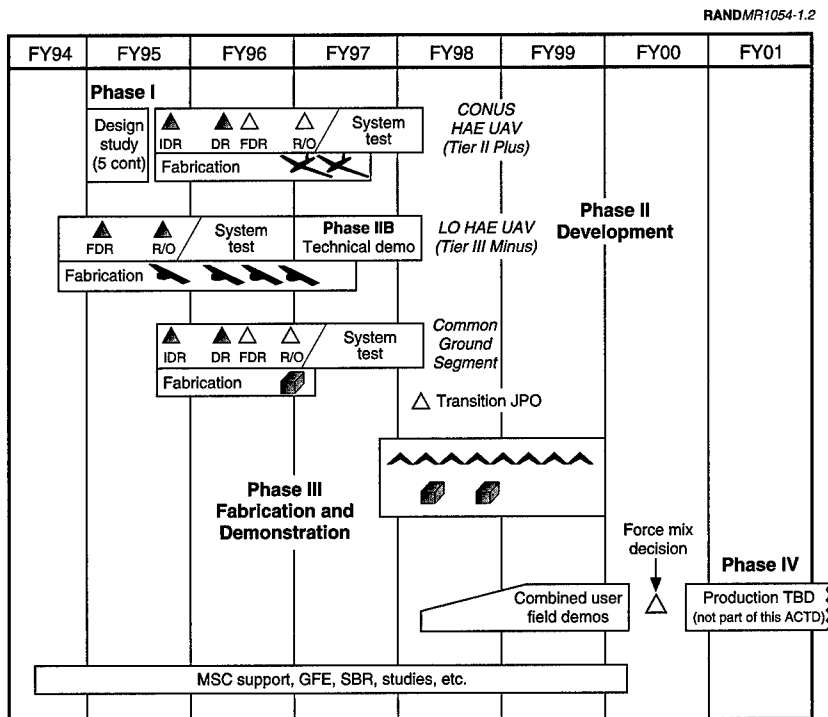 RANDMR1054-1.2
FY94 FY95 FY96 FY97 FY98 FY99 FY00 FY01
Phase I
Design
study
(5 cont)
IDR DR FDR R/O
System
test
Fabrication
CONUS
HAE UAV
(Tier II Plus)
Phase II
Development
FDR R/O
System
test
Phase IIB
Technical demo
Fabrication
LO HAE UAV
(Tier III Minus)
IDR DR FDR R/O
System
test
Fabrication
Common
Ground
Segment
Transition JPO
Phase III
Fabrication and
Demonstration
Force mix
decision
Phase IV
Combined user
field demos
Production TBD
(not part of this ACTD)
MSC support, GFE, SBR, studies, etc.